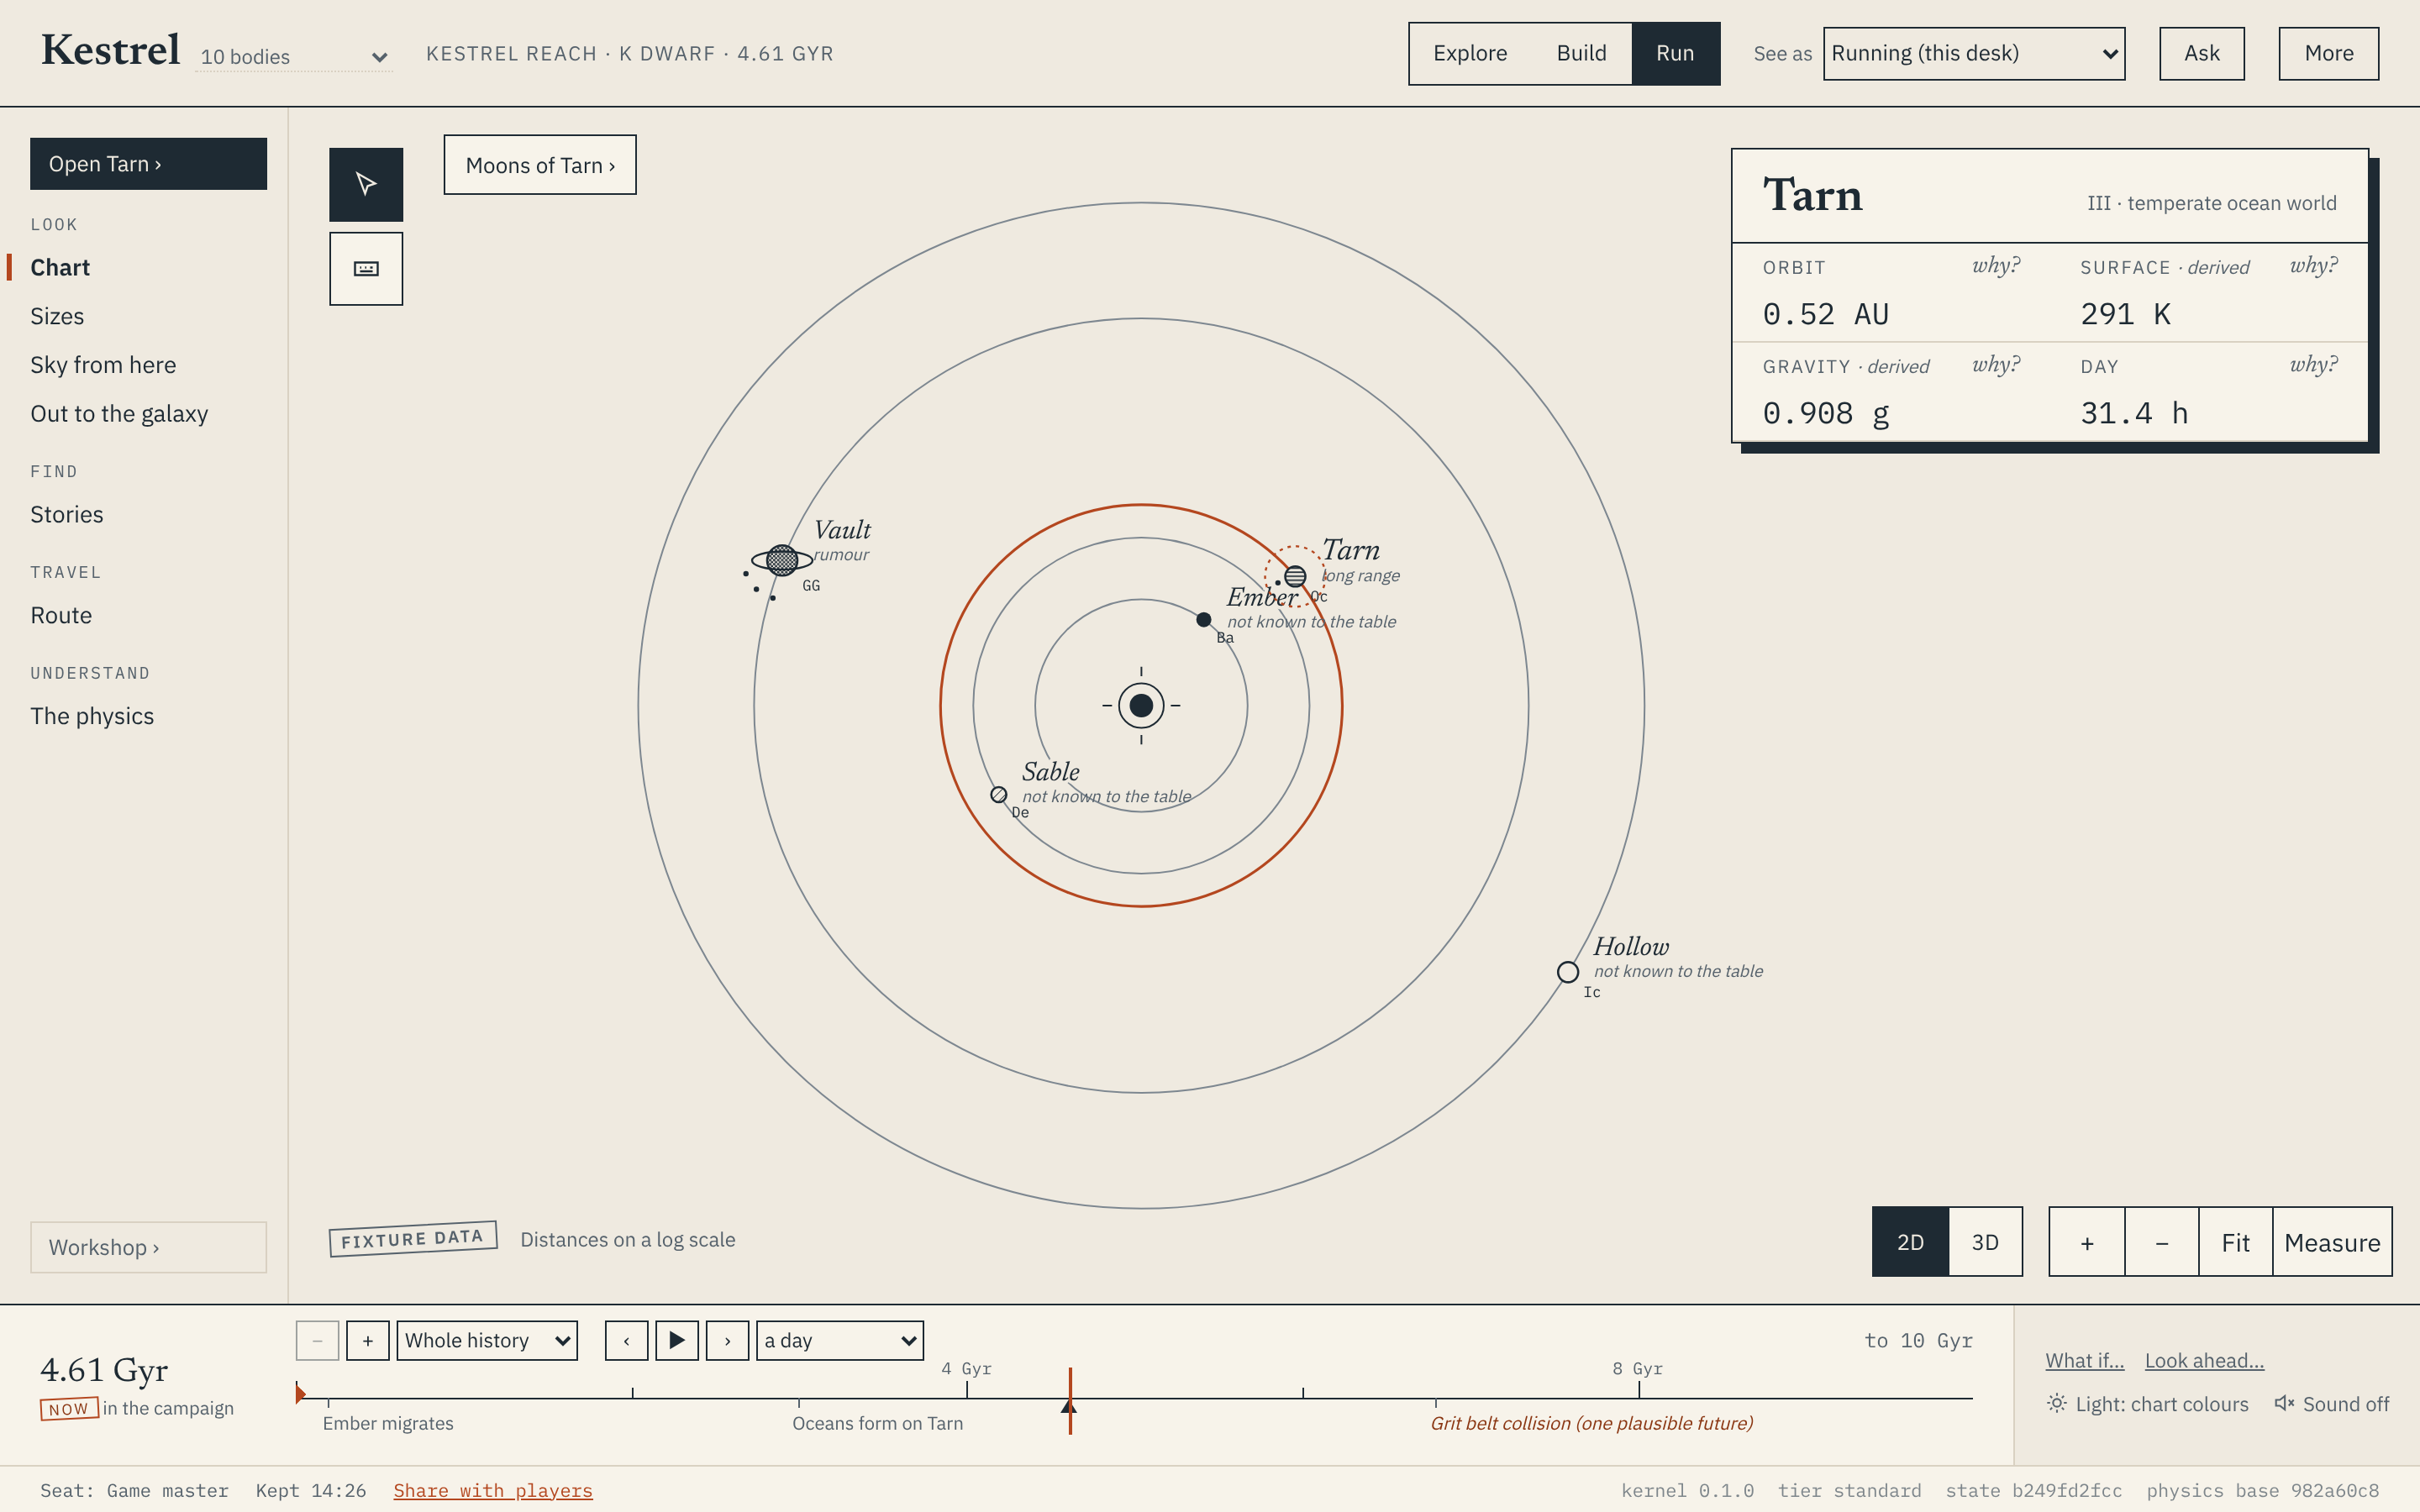 Kestrel
10 bodies
KESTREL REACH · K DWARF · 4.61 GYR
Explore
Build
Run
See as
Running (this desk)
Ask
More
Open Tarn ›
LOOK
Chart
Sizes
Sky from here
Out to the galaxy
FIND
Stories
TRAVEL
Route
UNDERSTAND
The physics
Workshop ›
Moons of Tarn ›
Tarn
III · temperate ocean world
ORBIT why?
0.52 AU
SURFACE · derived why?
291 K
GRAVITY · derived why?
0.908 g
DAY why?
31.4 h
Vault
rumour
GG
Tarn
long range
Oc
Ember
not known to the table
Ba
Sable
not known to the table
De
Hollow
not known to the table
Ic
FIXTURE DATA
Distances on a log scale
2D
3D
+
−
Fit
Measure
4.61 Gyr
NOW in the campaign
−
+
Whole history
‹
›
a day
to 10 Gyr
4 Gyr
8 Gyr
Ember migrates
Oceans form on Tarn
Grit belt collision (one plausible future)
What if…
Look ahead…
Light: chart colours
Sound off
Seat: Game master
Kept 14:26
Share with players
kernel 0.1.0
tier standard
state b249fd2fcc
physics base 982a60c8